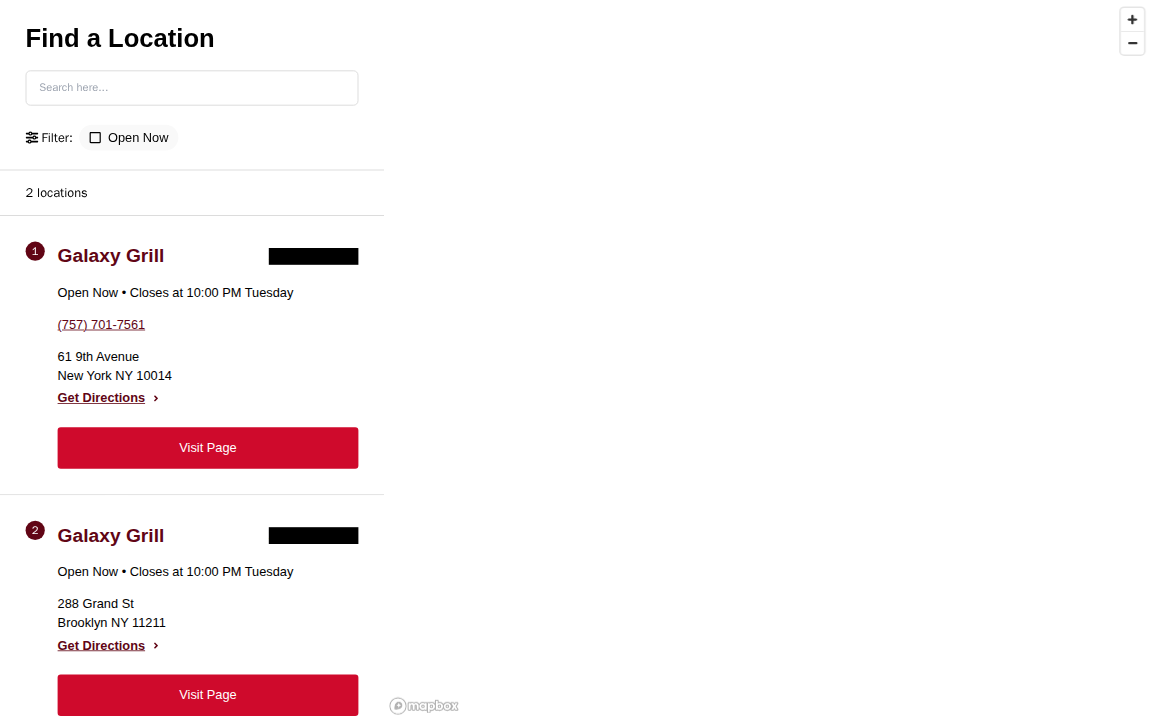 Find a Location
Search here...
Filter: Open Now
2 locations
1 Galaxy Grill
Open Now • Closes at 10:00 PM Tuesday
(757) 701-7561
61 9th Avenue
New York NY 10014
Get Directions
Visit Page
2 Galaxy Grill
Open Now • Closes at 10:00 PM Tuesday
288 Grand St
Brooklyn NY 11211
Get Directions
Visit Page
mapbox